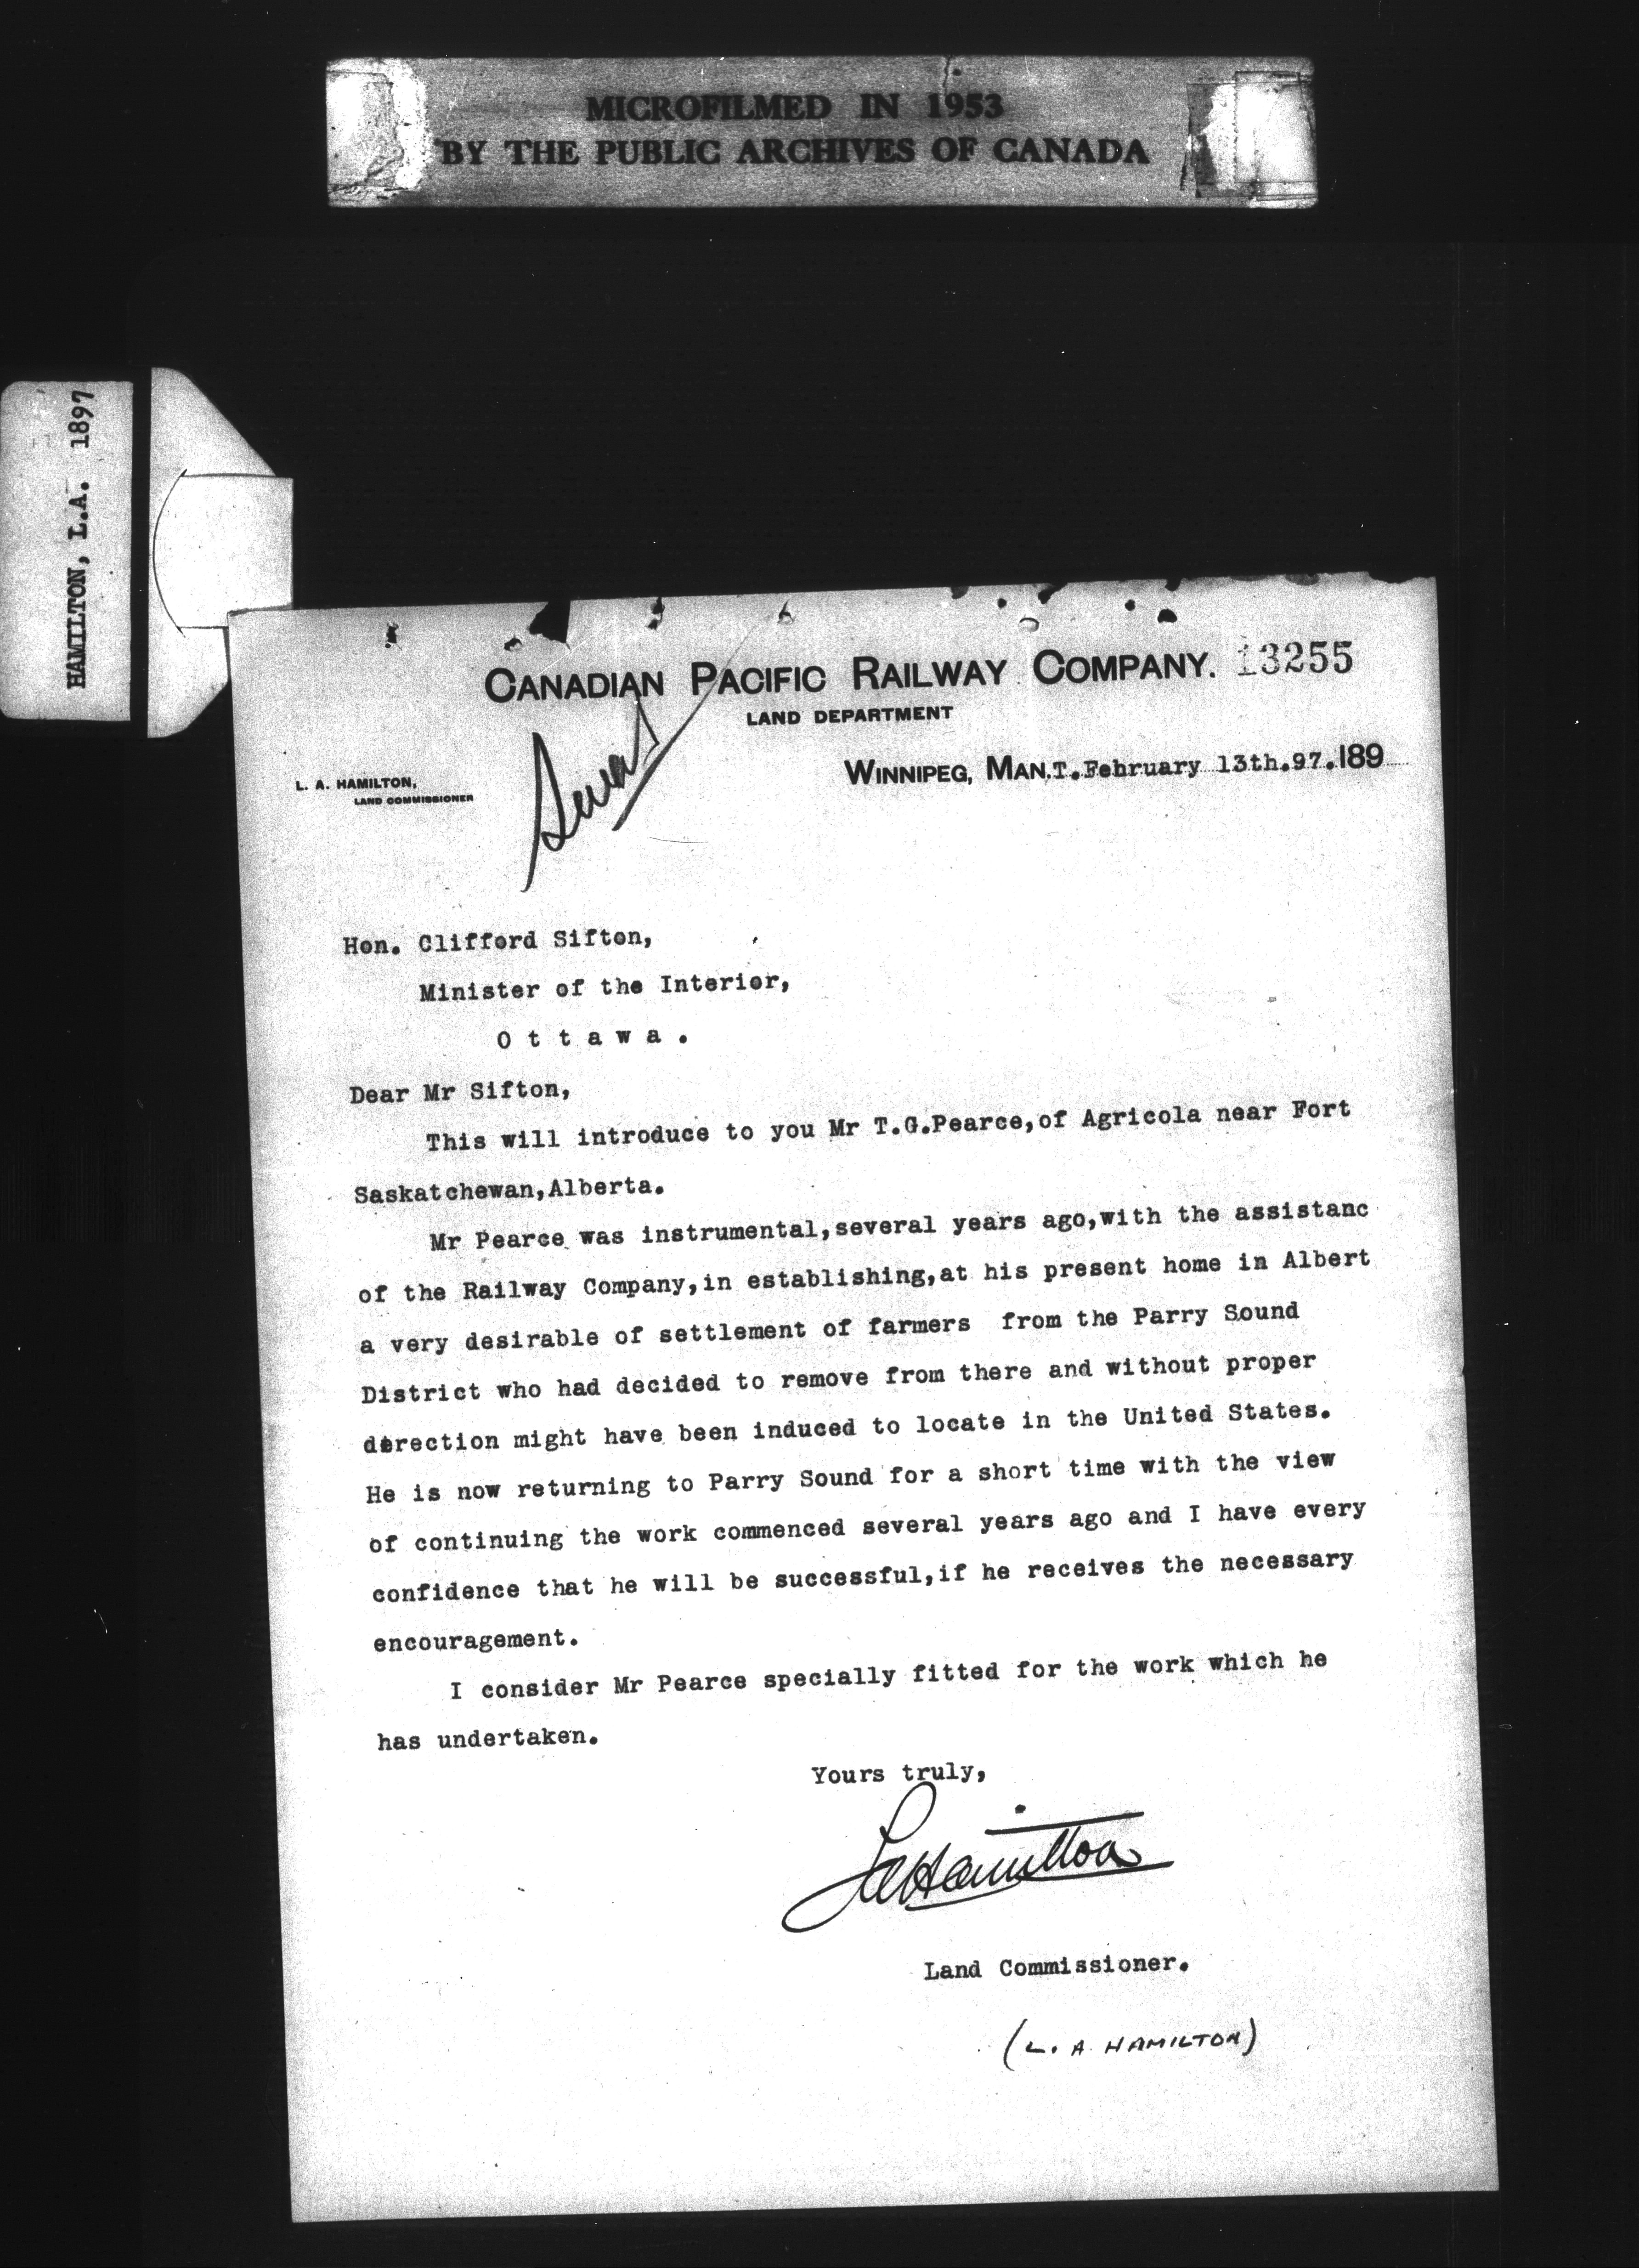 MICROFILMED IN 1953
BY THE PUBLIC ARCHIVES OF CANADA
HAMILTON, L.A. 1897
CANADIAN PACIFIC RAILWAY COMPANY. 13255
LAND DEPARTMENT
WINNIPEG, MAN.T.February 13th.97.189
L. A. HAMILTON,
LAND COMMISSIONER
Hon. Clifford Sifton,
Minister of the Interior,
O t t a w a .
Dear Mr Sifton,
This will introduce to you Mr T.G.Pearce,of Agricola near Fort
Saskatchewan,Alberta.
Mr Pearce was instrumental,several years ago,with the assistanc
of the Railway Company,in establishing,at his present home in Albert
a very desirable of settlement of farmers from the Parry Sound
District who had decided to remove from there and without proper
direction might have been induced to locate in the United States.
He is now returning to Parry Sound for a short time with the view
of continuing the work commenced several years ago and I have every
confidence that he will be successful,if he receives the necessary
encouragement.
I consider Mr Pearce specially fitted for the work which he
has undertaken.
Yours truly,
L A Hamilton
Land Commissioner.
(L. A HAMILTON)